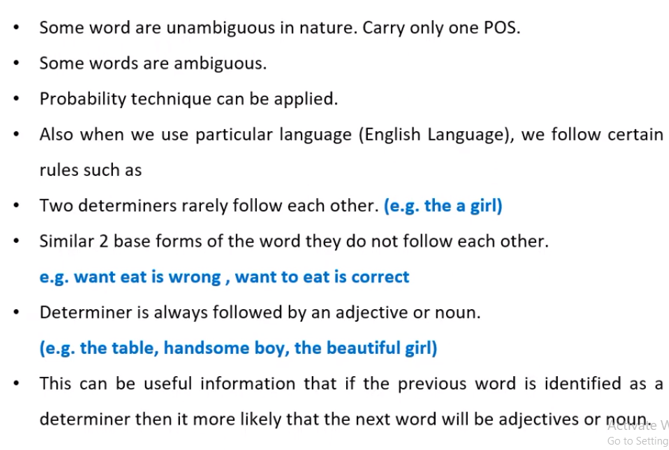 • Some word are unambiguous in nature. Carry only one POS.
• Some words are ambiguous.
• Probability technique can be applied.
• Also when we use particular language (English Language), we follow certain
rules such as
• Two determiners rarely follow each other. (e.g. the a girl)
• Similar 2 base forms of the word they do not follow each other.
e.g. want eat is wrong , want to eat is correct
• Determiner is always followed by an adjective or noun.
(e.g. the table, handsome boy, the beautiful girl)
• This can be useful information that if the previous word is identified as a
determiner then it more likely that the next word will be adjectives or noun.
Activate W
Go to Setting